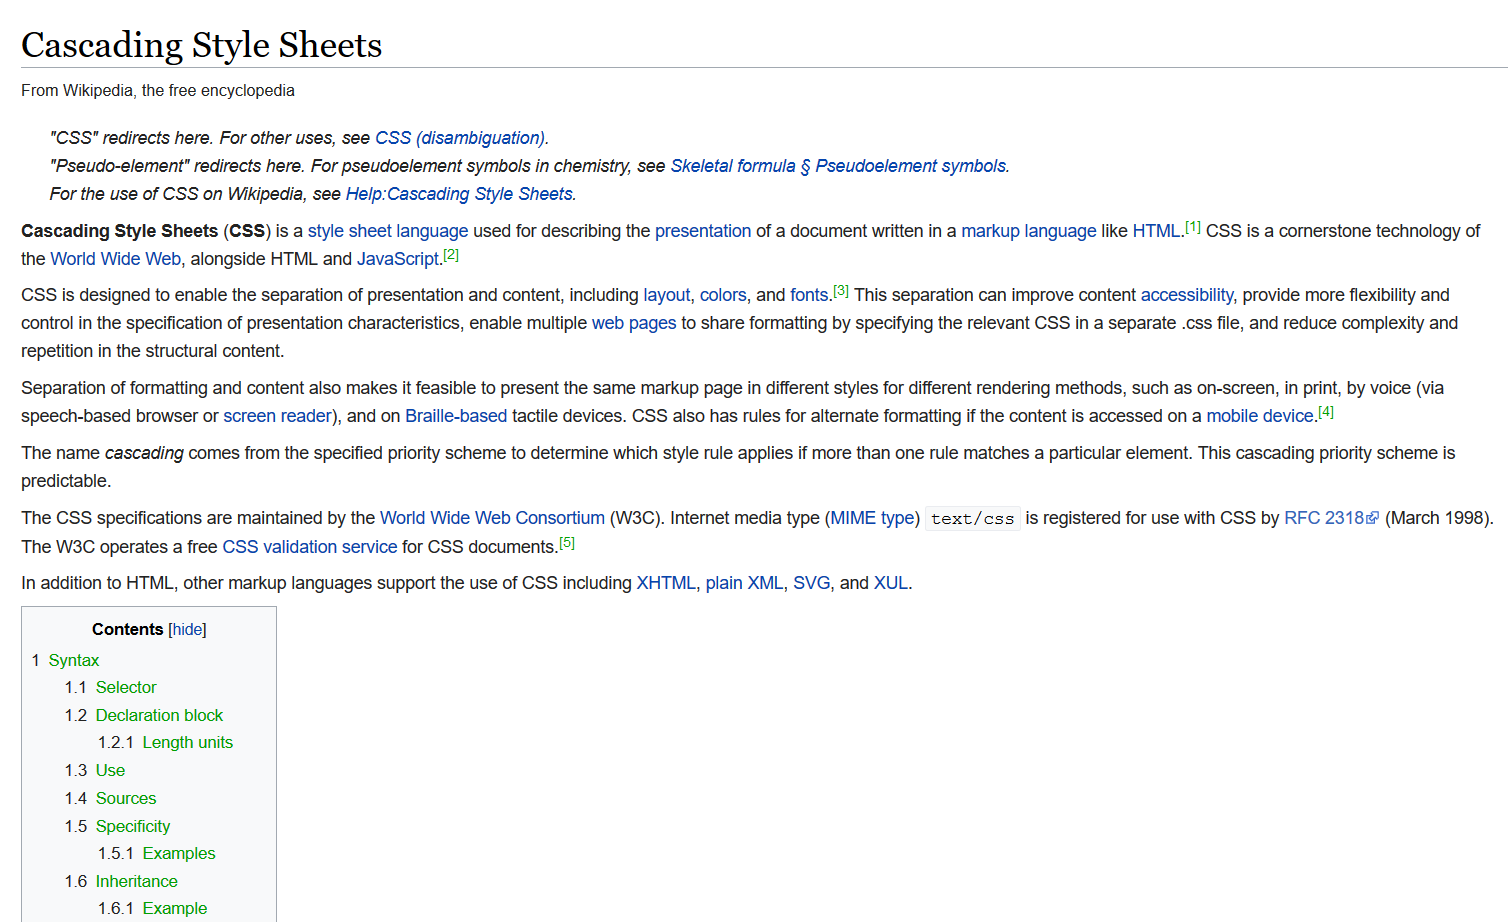 Cascading Style Sheets
From Wikipedia, the free encyclopedia
"CSS" redirects here. For other uses, see CSS (disambiguation).
"Pseudo-element" redirects here. For pseudoelement symbols in chemistry, see Skeletal formula § Pseudoelement symbols.
For the use of CSS on Wikipedia, see Help:Cascading Style Sheets.
Cascading Style Sheets (CSS) is a style sheet language used for describing the presentation of a document written in a markup language like HTML.[1] CSS is a cornerstone technology of
the World Wide Web, alongside HTML and JavaScript.[2]
CSS is designed to enable the separation of presentation and content, including layout, colors, and fonts.[3] This separation can improve content accessibility, provide more flexibility and
control in the specification of presentation characteristics, enable multiple web pages to share formatting by specifying the relevant CSS in a separate .css file, and reduce complexity and
repetition in the structural content.
Separation of formatting and content also makes it feasible to present the same markup page in different styles for different rendering methods, such as on-screen, in print, by voice (via
speech-based browser or screen reader), and on Braille-based tactile devices. CSS also has rules for alternate formatting if the content is accessed on a mobile device.[4]
The name cascading comes from the specified priority scheme to determine which style rule applies if more than one rule matches a particular element. This cascading priority scheme is
predictable.
The CSS specifications are maintained by the World Wide Web Consortium (W3C). Internet media type (MIME type) text/css is registered for use with CSS by RFC 2318 (March 1998).
The W3C operates a free CSS validation service for CSS documents.[5]
In addition to HTML, other markup languages support the use of CSS including XHTML, plain XML, SVG, and XUL.
Contents [hide]
1 Syntax
1.1 Selector
1.2 Declaration block
1.2.1 Length units
1.3 Use
1.4 Sources
1.5 Specificity
1.5.1 Examples
1.6 Inheritance
1.6.1 Example